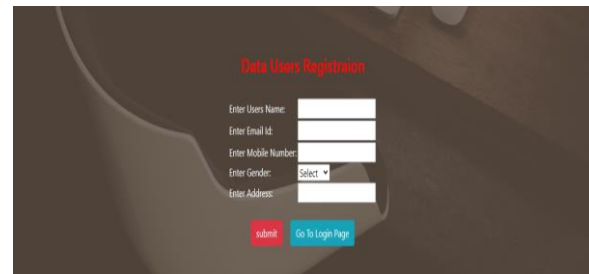 Data Users Registraion
Enter Users Name:
Enter Email Id:
Enter Mobile Number:
Enter Gender: Select
Enter Address:
submit Go To Login Page